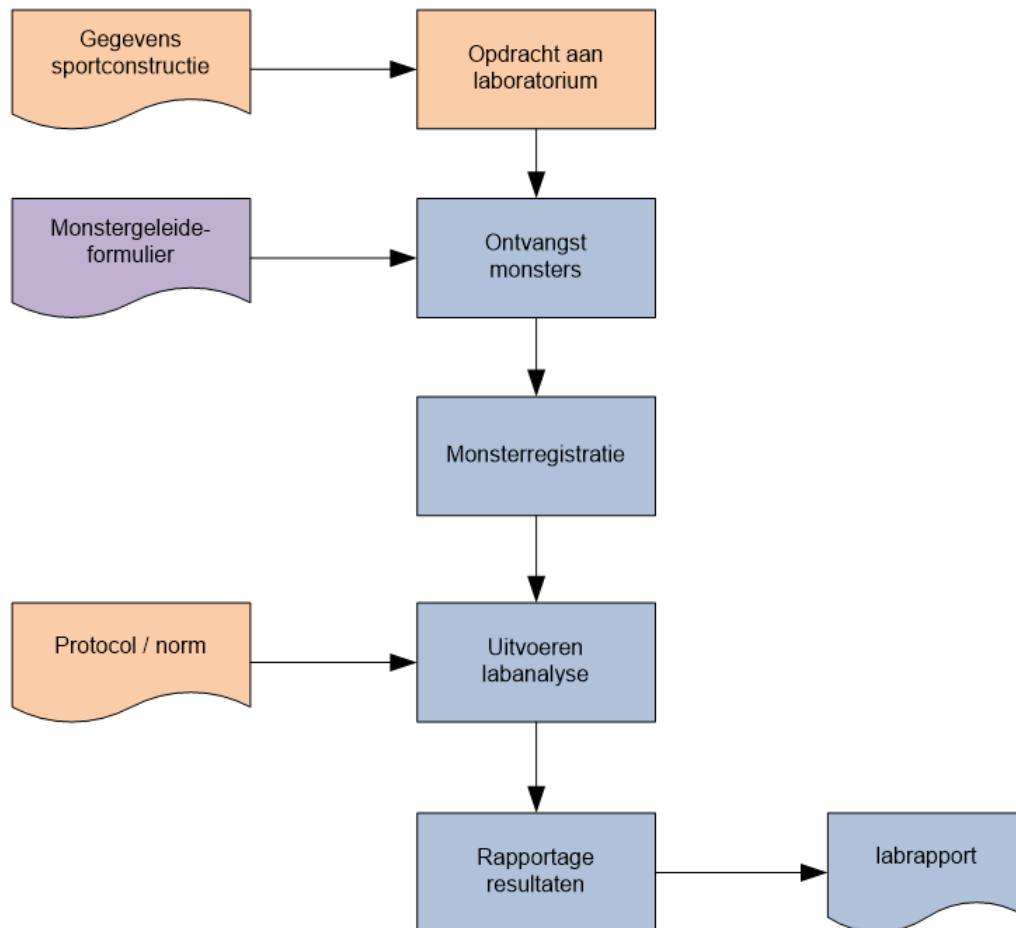 Gegevens
sportconstructie
Opdracht aan
laboratorium
Monstergeleide-
formulier
Ontvangst
monsters
Monsterregistratie
Protocol / norm
Uitvoeren
labanalyse
Rapportage
resultaten
labrapport